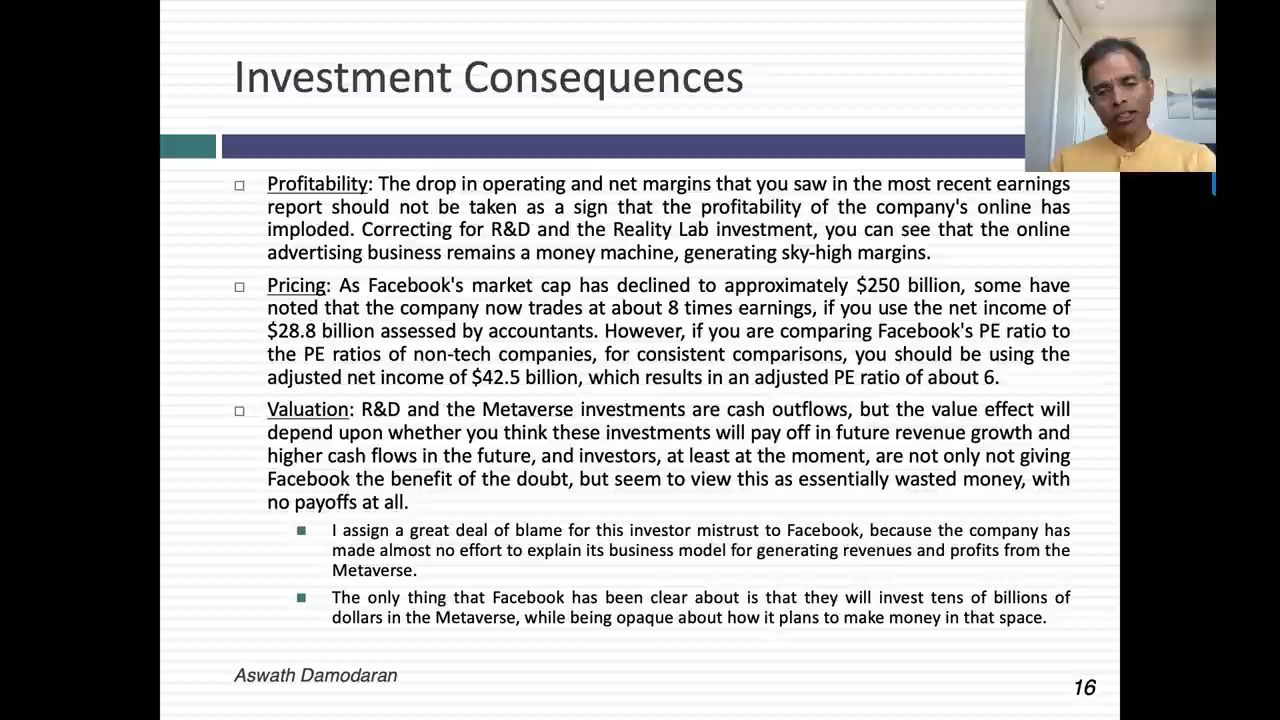 Investment Consequences
Profitability: The drop in operating and net margins that you saw in the most recent earnings
report should not be taken as a sign that the profitability of the company's online has
imploded. Correcting for R&D and the Reality Lab investment, you can see that the online
advertising business remains a money machine, generating sky-high margins.
Pricing: As Facebook's market cap has declined to approximately $250 billion, some have
noted that the company now trades at about 8 times earnings, if you use the net income of
$28.8 billion assessed by accountants. However, if you are comparing Facebook's PE ratio to
the PE ratios of non-tech companies, for consistent comparisons, you should be using the
adjusted net income of $42.5 billion, which results in an adjusted PE ratio of about 6.
Valuation: R&D and the Metaverse investments are cash outflows, but the value effect will
depend upon whether you think these investments will pay off in future revenue growth and
higher cash flows in the future, and investors, at least at the moment, are not only not giving
Facebook the benefit of the doubt, but seem to view this as essentially wasted money, with
no payoffs at all.
I assign a great deal of blame for this investor mistrust to Facebook, because the company has
made almost no effort to explain its business model for generating revenues and profits from the
Metaverse.
The only thing that Facebook has been clear about is that they will invest tens of billions of
dollars in the Metaverse, while being opaque about how it plans to make money in that space.
Aswath Damodaran
16